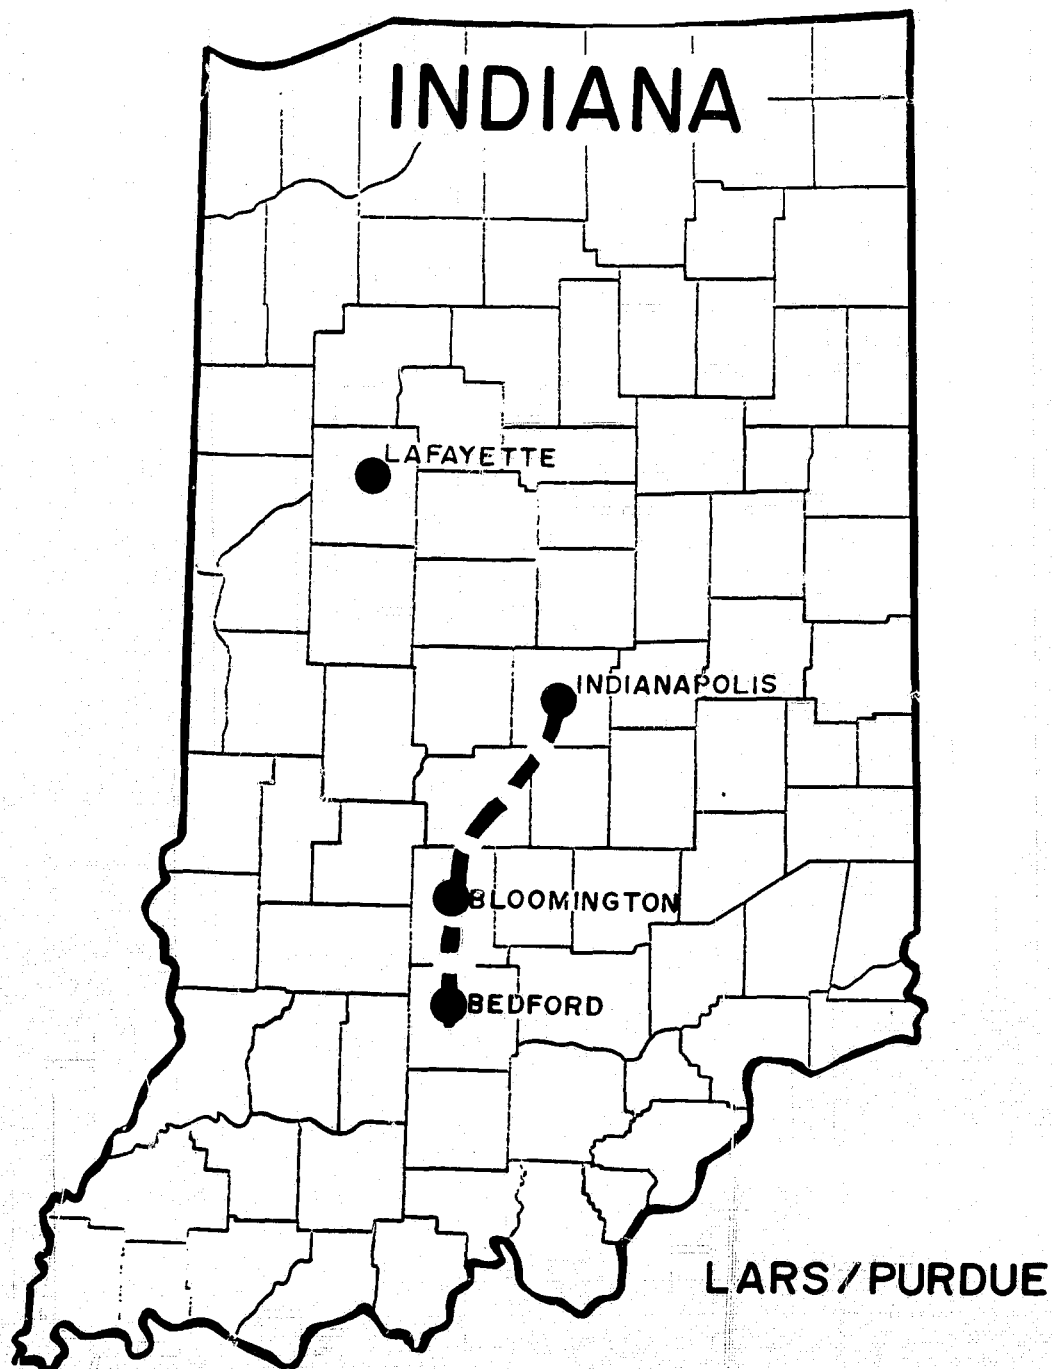 INDIANA
LAFAYETTE
INDIANAPOLIS
BLOOMINGTON
BEDFORD
LARS/PURDUE